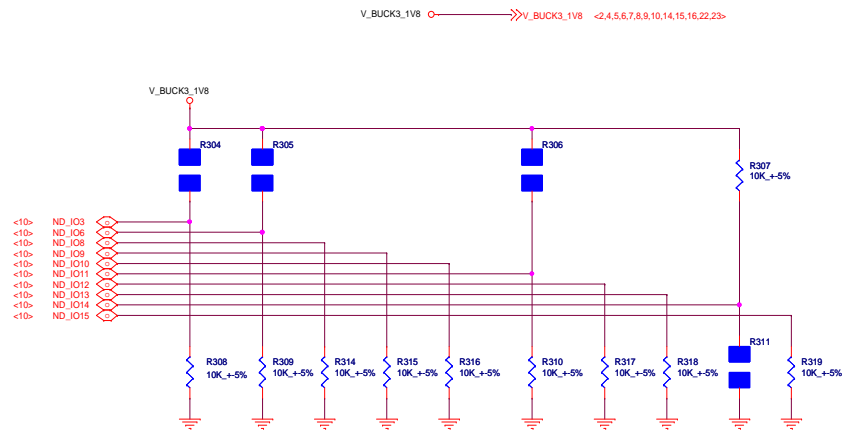 V_BUCK3_1V8 V_BUCK3_1V8 <2,4,5,6,7,8,9,10,14,15,16,22,23>
V_BUCK3_1V8
R304 R305 R306
R307
10K_+-5%
<10> ND_IO3
<10> ND_IO6
<10> ND_IO8
<10> ND_IO9
<10> ND_IO10
<10> ND_IO11
<10> ND_IO12
<10> ND_IO13
<10> ND_IO14
<10> ND_IO15
R311
R308 R309 R314 R315 R316 R310 R317 R318 R319
10K_+-5% 10K_+-5% 10K_+-5% 10K_+-5% 10K_+-5% 10K_+-5% 10K_+-5% 10K_+-5% 10K_+-5%